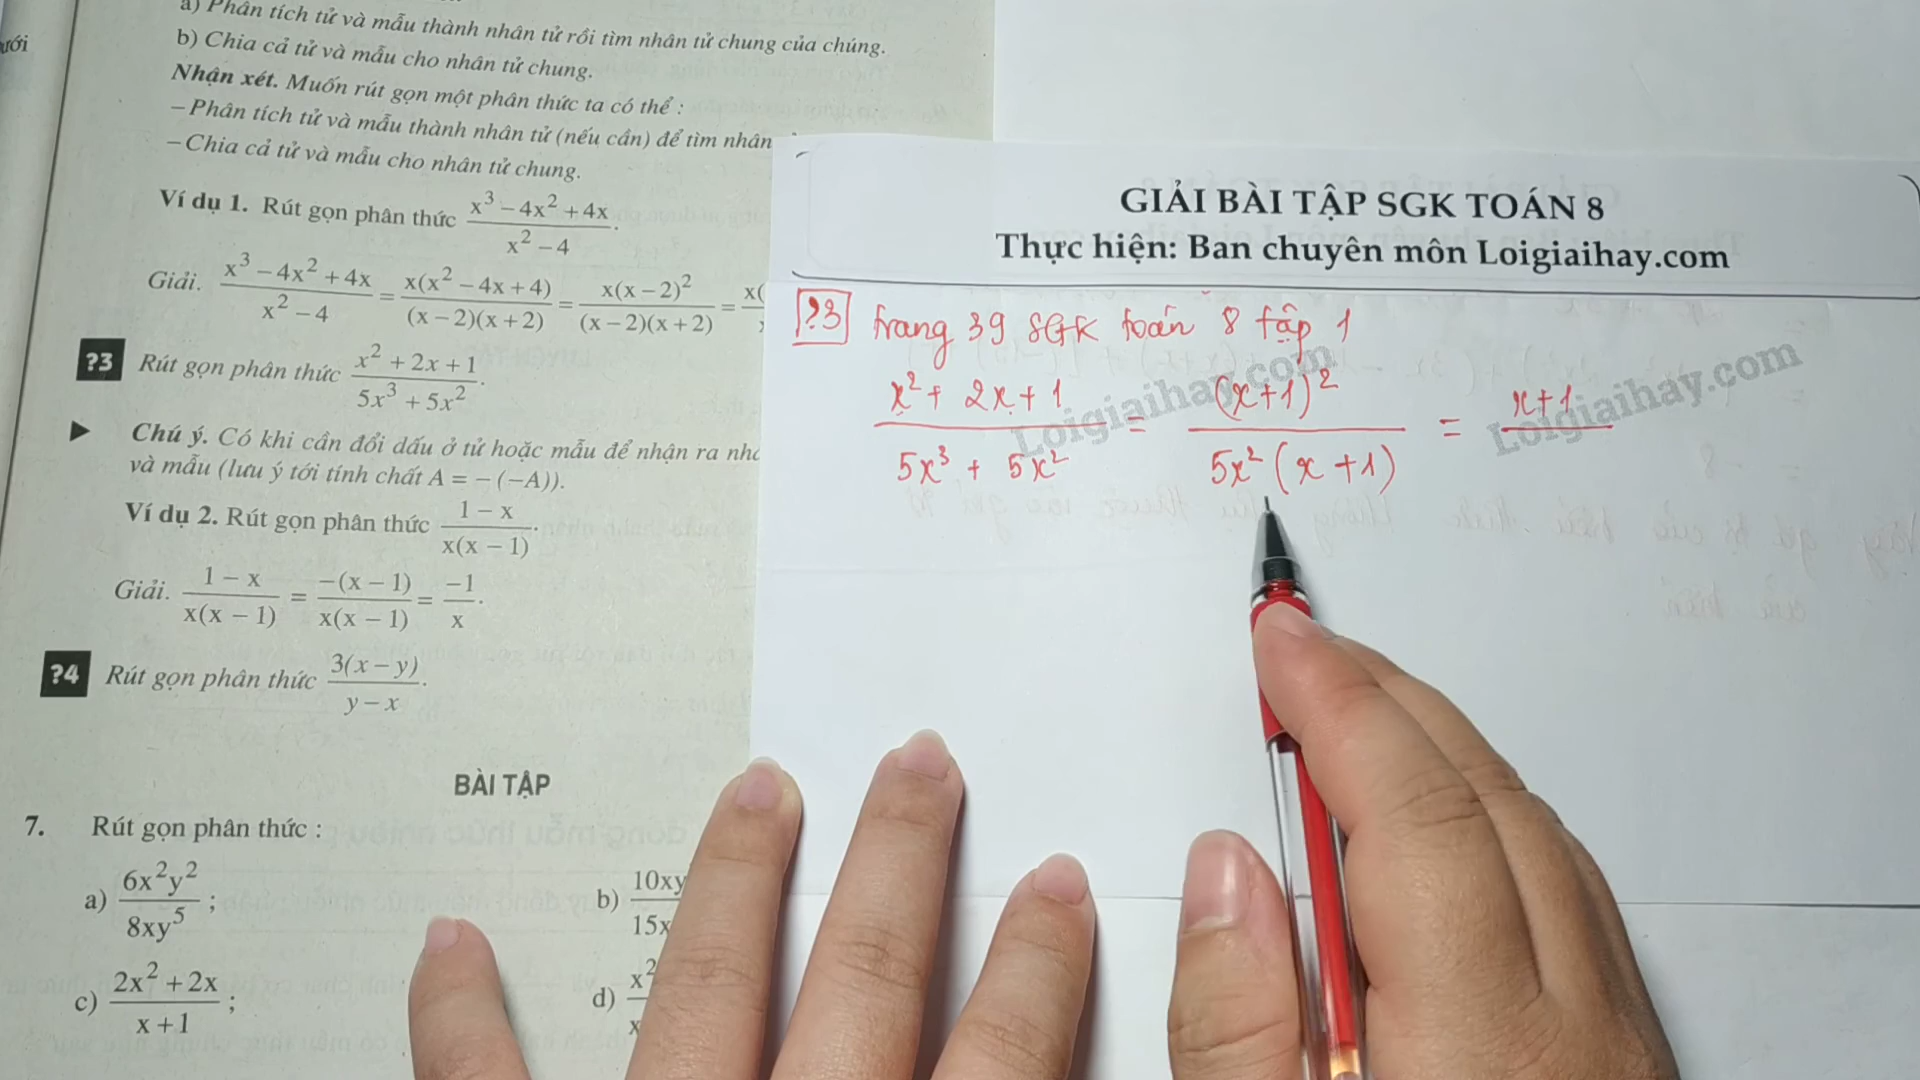 ưới
a) Phân tích tử và mẫu thành nhân tử rồi tìm nhân tử chung của chúng.
b) Chia cả tử và mẫu cho nhân tử chung.
Nhận xét. Muốn rút gọn một phân thức ta có thể :
– Phân tích tử và mẫu thành nhân tử (nếu cần) để tìm nhân
– Chia cả tử và mẫu cho nhân tử chung.
Ví dụ 1. Rút gọn phân thức (x³ – 4x² + 4x)/(x² – 4).
Giải. (x³ – 4x² + 4x)/(x² – 4) = x(x² – 4x + 4)/((x – 2)(x + 2)) = x(x – 2)²/((x – 2)(x + 2)) = x(
?3 Rút gọn phân thức (x² + 2x + 1)/(5x³ + 5x²).
▶ Chú ý. Có khi cần đổi dấu ở tử hoặc mẫu để nhận ra
và mẫu (lưu ý tới tính chất A = – (–A)).
Ví dụ 2. Rút gọn phân thức (1 – x)/(x(x – 1)).
Giải. (1 – x)/(x(x – 1)) = –(x – 1)/(x(x – 1)) = –1/x.
?4 Rút gọn phân thức 3(x – y)/(y – x).
BÀI TẬP
7. Rút gọn phân thức :
a) 6x²y²/8xy⁵ ;
b) 10xy/15x
c) (2x² + 2x)/(x + 1) ;
d) x²/x
GIẢI BÀI TẬP SGK TOÁN 8
Thực hiện: Ban chuyên môn Loigiaihay.com
?3 Trang 39 SGK toán 8 tập 1
(x² + 2x + 1)/(5x³ + 5x²) = (x+1)²/(5x²(x+1)) = x+1
Loigiaihay.com
Loigiaihay.com